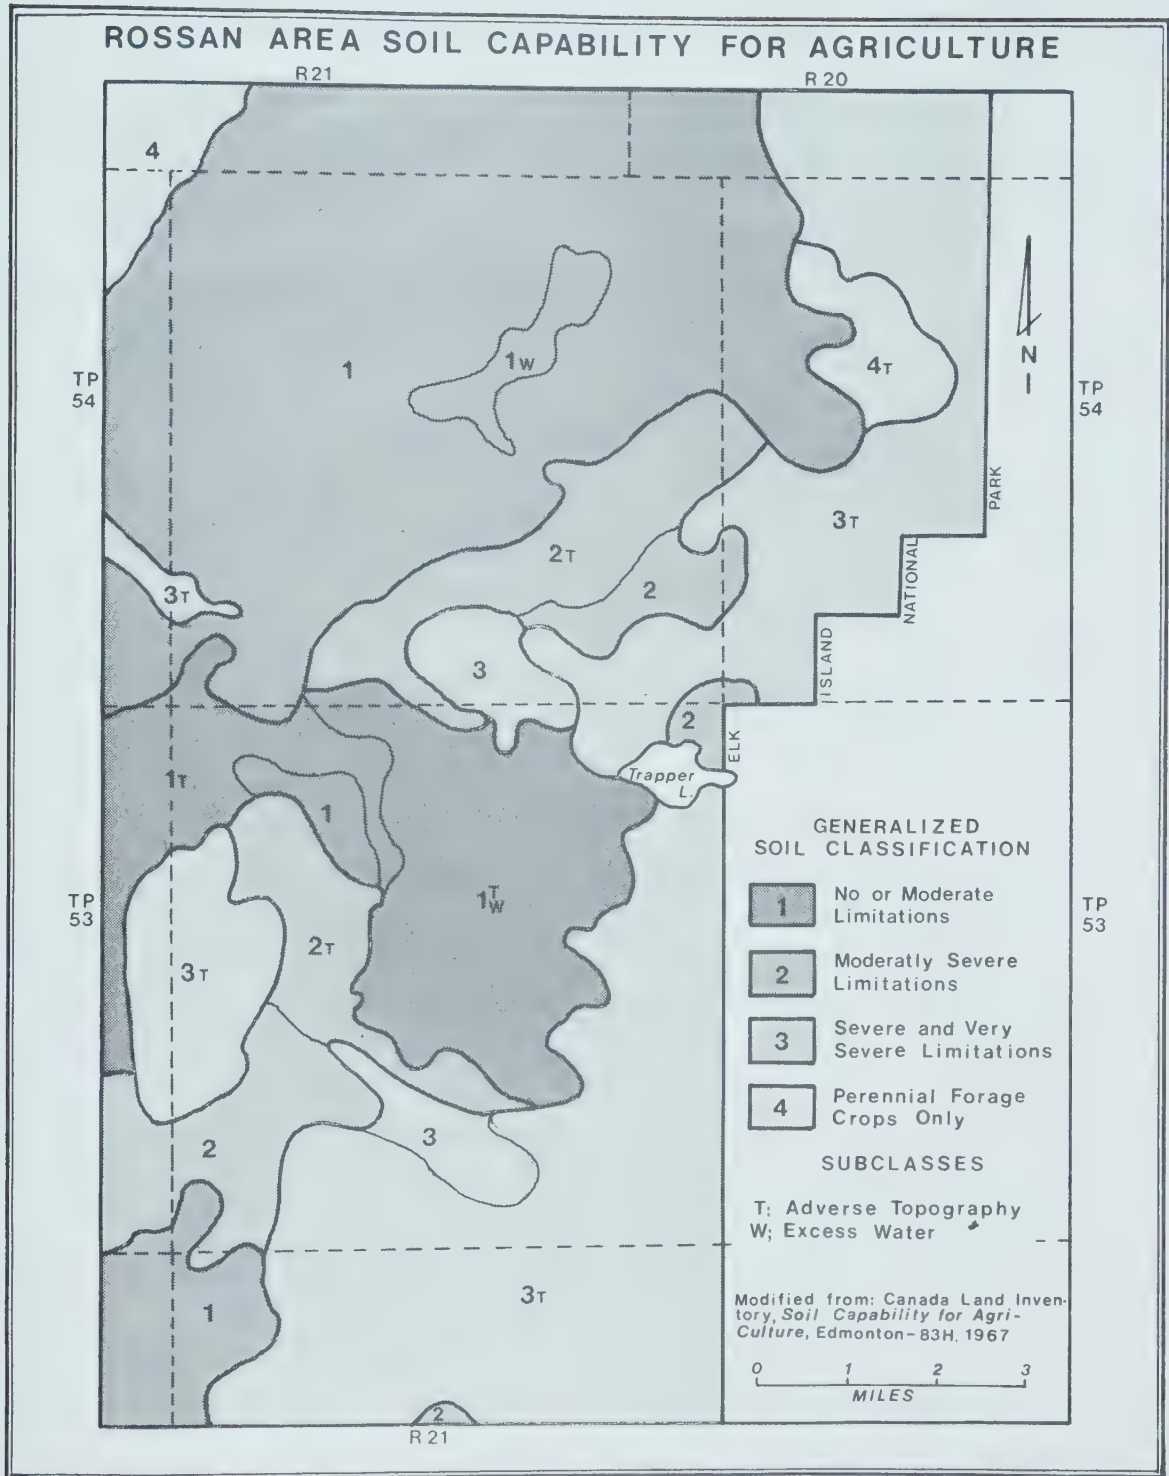 ROSSAN AREA SOIL CAPABILITY FOR AGRICULTURE
R21
R 20
4
1
1W
4T
TP
54
TP
54
N
PARK
3T
2T
NATIONAL
3T
2
ISLAND
3
2
ELK
Trapper
L.
1T
1
GENERALIZED
SOIL CLASSIFICATION
1
No or Moderate
Limitations
TP
53
1TW
TP
53
2T
2
Moderatly Severe
Limitations
3T
3
Severe and Very
Severe Limitations
4
Perennial Forage
Crops Only
3
2
SUBCLASSES
T: Adverse Topography
W; Excess Water
3T
1
Modified from: Canada Land Inven-
tory, Soil Capability for Agri-
Culture, Edmonton-83H, 1967
0 1 2 3
MILES
2
R 21